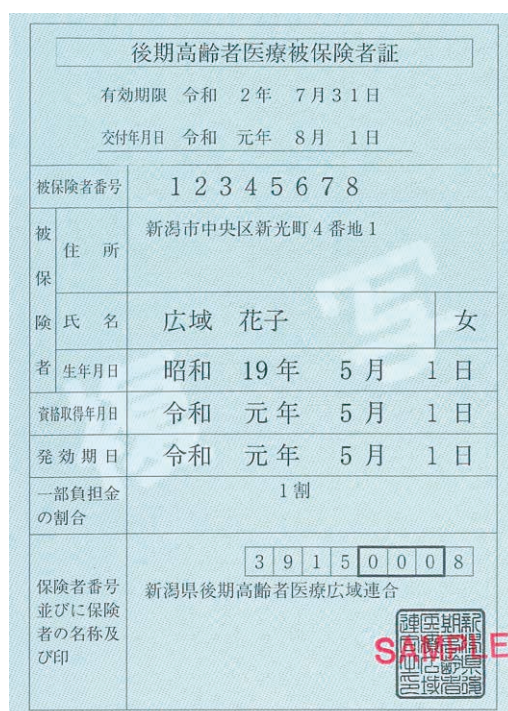 後期高齢者医療被保険者証
有効期限 令和 2年 7月31日
交付年月日 令和 元年 8月 1日
被保険者番号 12345678
被保険者
住所 新潟市中央区新光町4番地1
氏名 広域 花子 女
生年月日 昭和 19年 5月 1日
資格取得年月日 令和 元年 5月 1日
発効期日 令和 元年 5月 1日
一部負担金の割合 1割
保険者番号
並びに保険
者の名称及
び印
39150008
新潟県後期高齢者医療広域連合
SAMPLE
複写